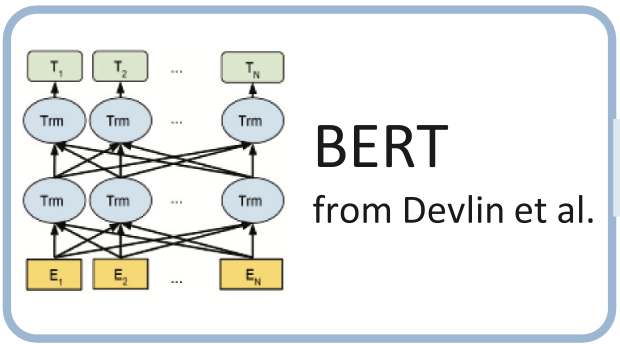 T1 T2 ... TN
Trm Trm ... Trm
Trm Trm ... Trm
E1 E2 ... EN
BERT
from Devlin et al.